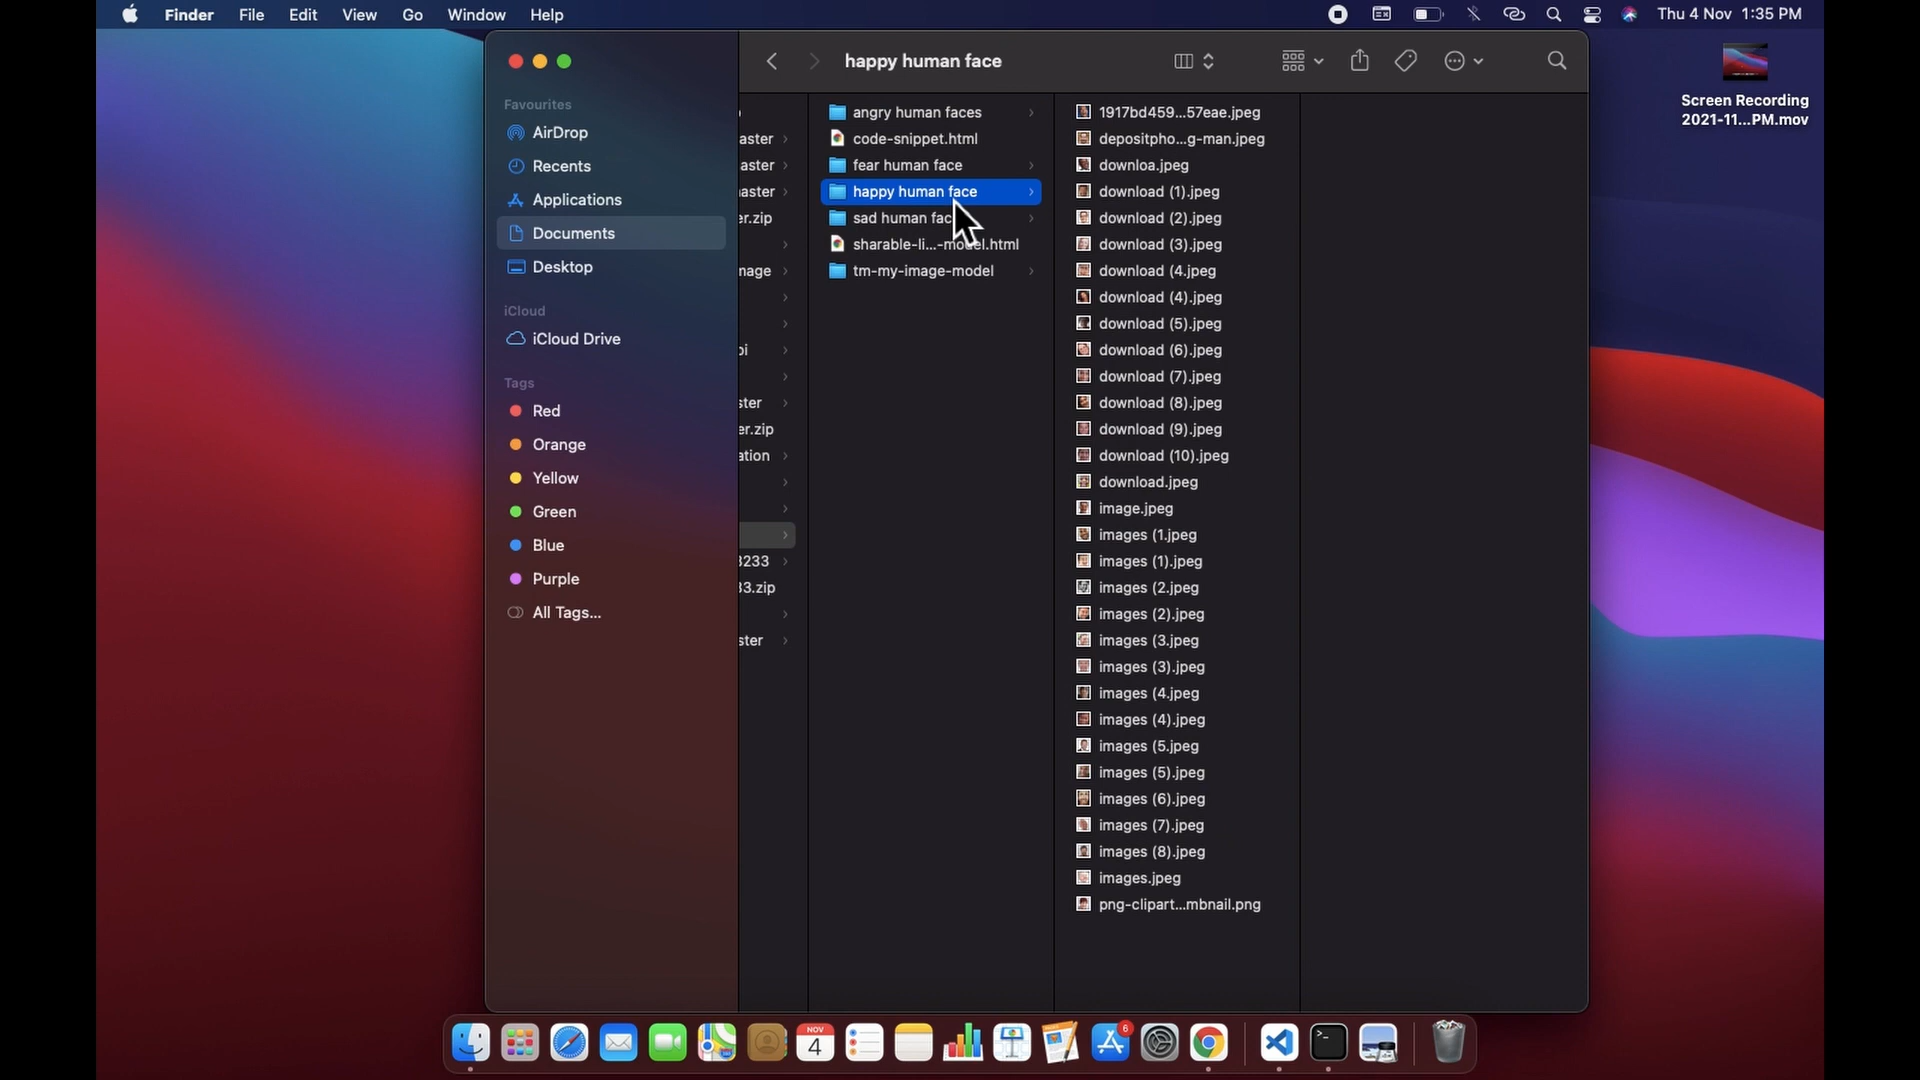 Finder File Edit View Go Window Help Thu 4 Nov 1:35 PM
happy human face
Screen Recording
2021-11...PM.mov
Favourites
AirDrop
Recents
Applications
Documents
Desktop
iCloud
iCloud Drive
Tags
Red
Orange
Yellow
Green
Blue
Purple
All Tags...
aster
aster
aster
er.zip
mage
pi
ster
er.zip
ation
3233
33.zip
ster
angry human faces
code-snippet.html
fear human face
happy human face
sad human fac
sharable-li...-model.html
tm-my-image-model
1917bd459...57eae.jpeg
depositpho...g-man.jpeg
downloa.jpeg
download (1).jpeg
download (2).jpeg
download (3).jpeg
download (4.jpeg
download (4).jpeg
download (5).jpeg
download (6).jpeg
download (7).jpeg
download (8).jpeg
download (9).jpeg
download (10).jpeg
download.jpeg
image.jpeg
images (1.jpeg
images (1).jpeg
images (2.jpeg
images (2).jpeg
images (3.jpeg
images (3).jpeg
images (4.jpeg
images (4).jpeg
images (5.jpeg
images (5).jpeg
images (6).jpeg
images (7).jpeg
images (8).jpeg
images.jpeg
png-clipart...mbnail.png
NOV
4
6